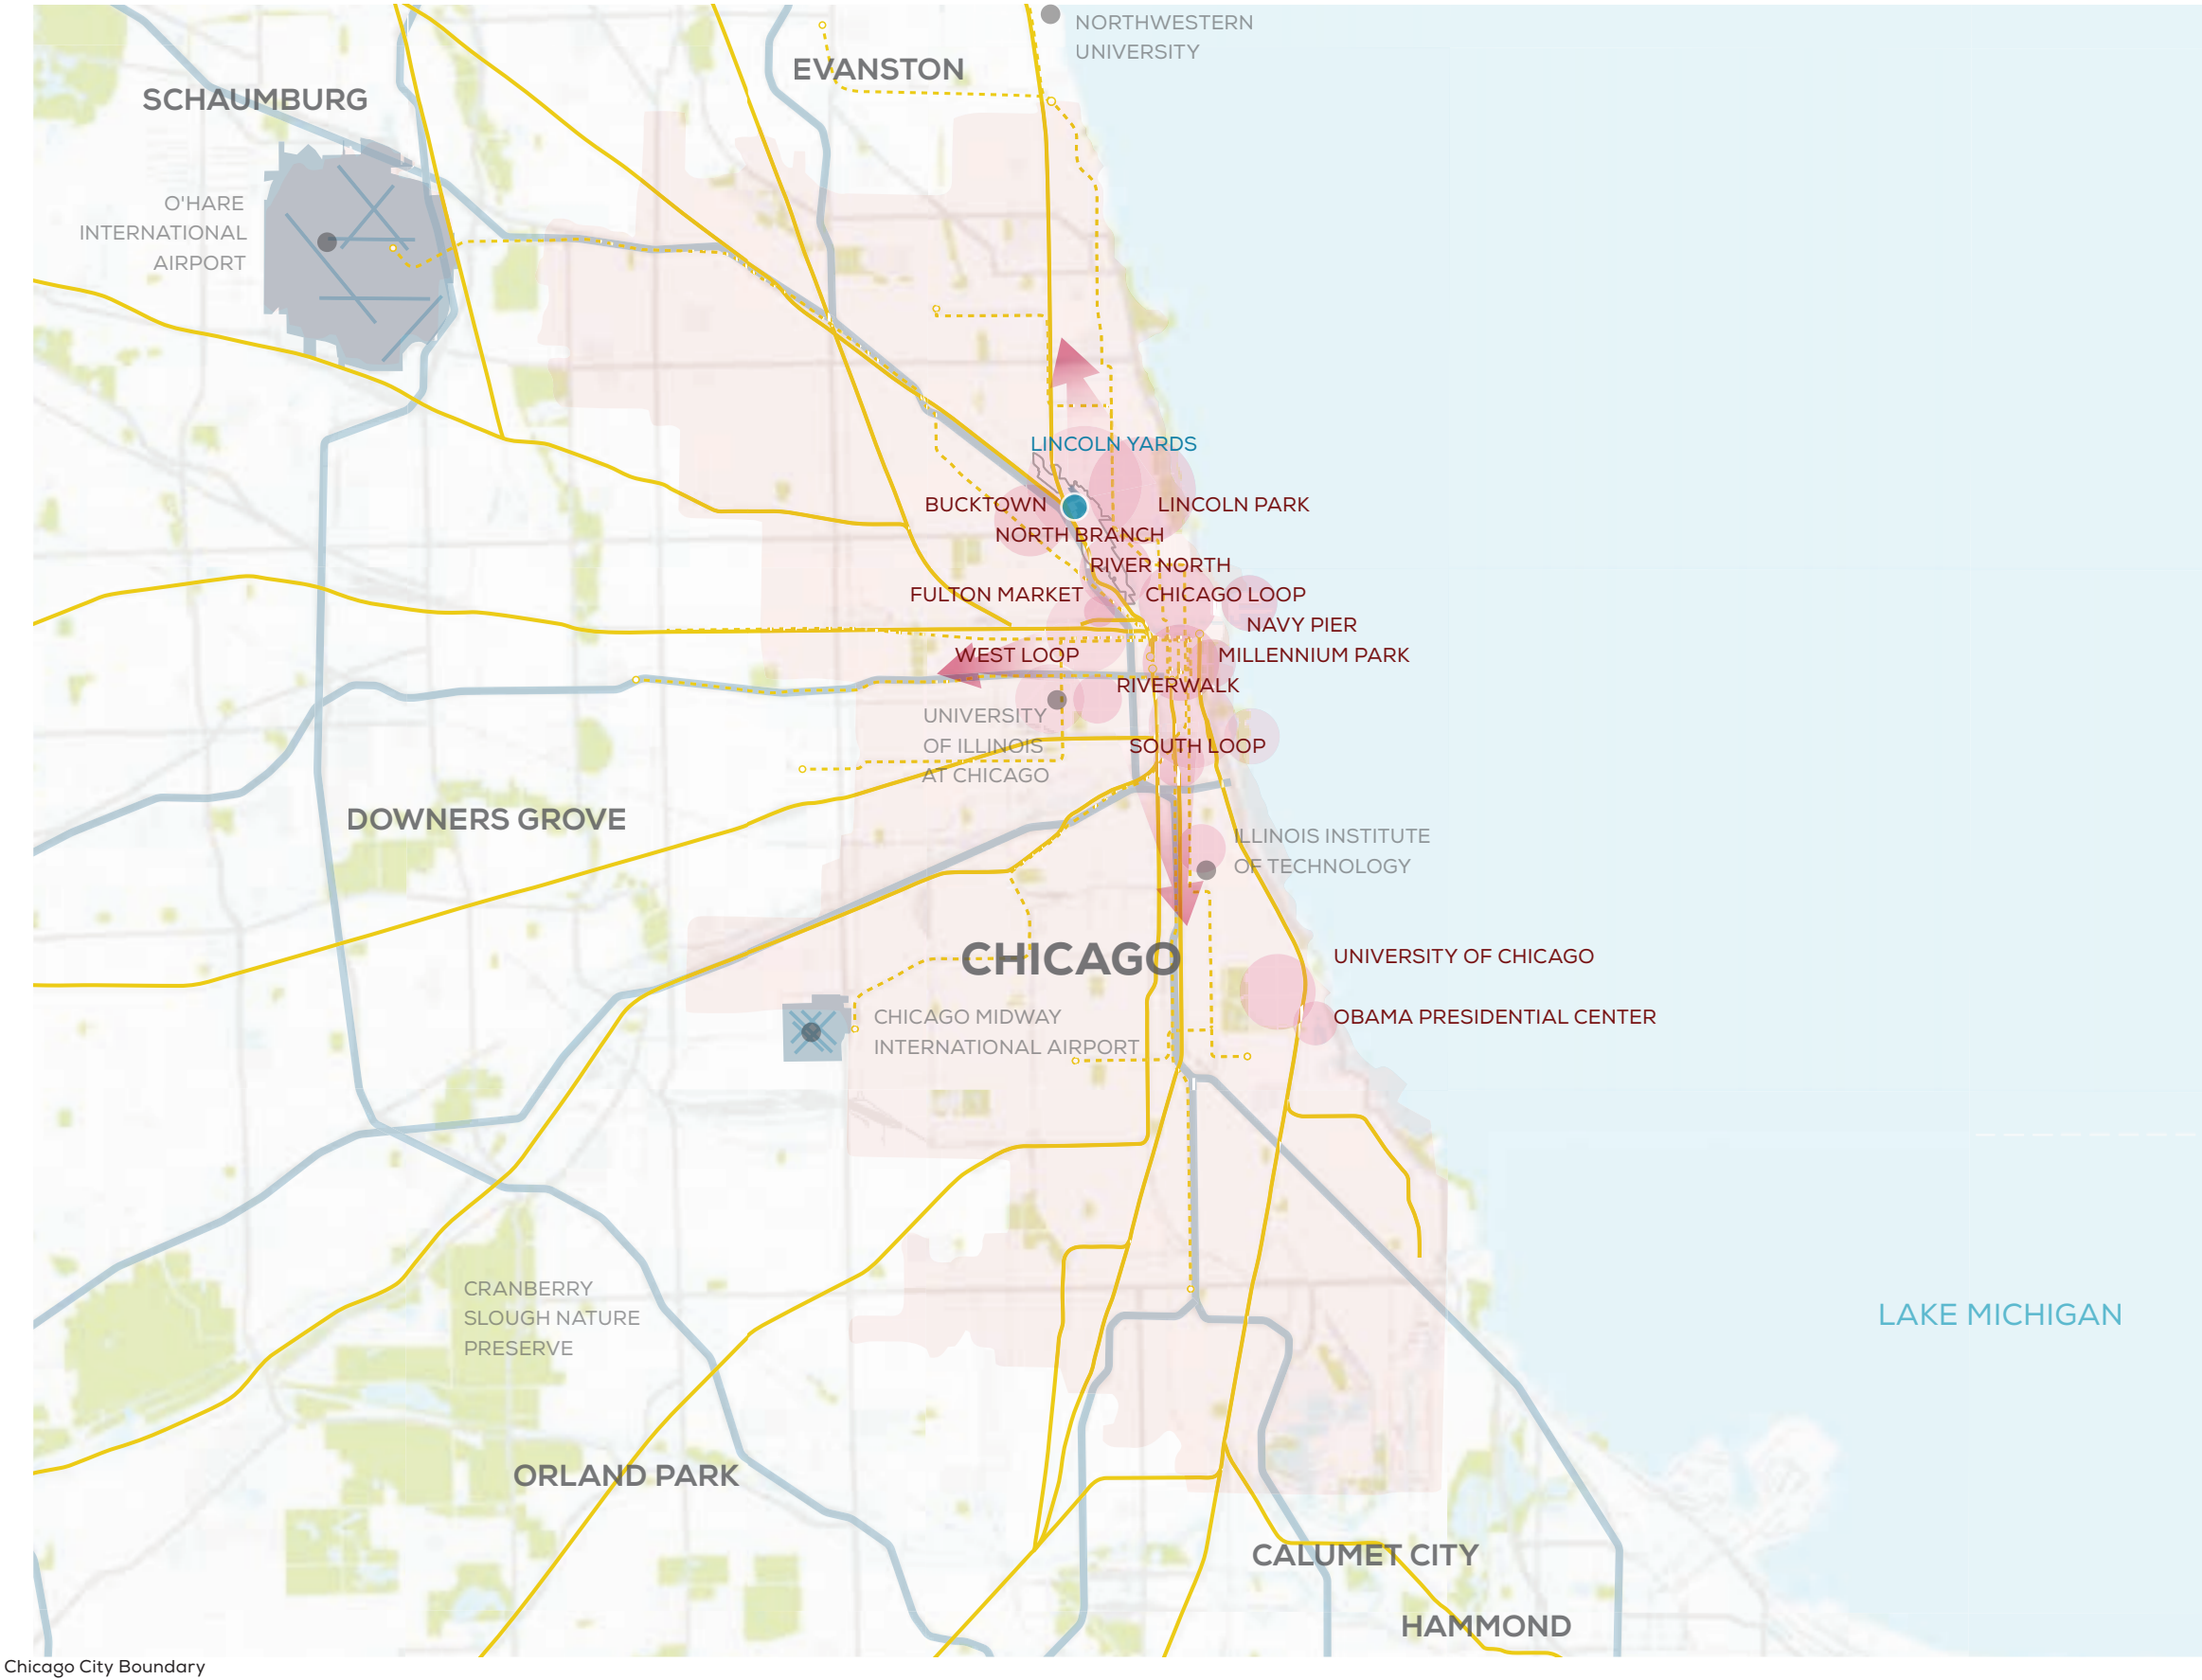 NORTHWESTERN
UNIVERSITY
EVANSTON
SCHAUMBURG
O'HARE
INTERNATIONAL
AIRPORT
LINCOLN YARDS
BUCKTOWN
LINCOLN PARK
NORTH BRANCH
RIVER NORTH
FULTON MARKET
CHICAGO LOOP
NAVY PIER
WEST LOOP
MILLENNIUM PARK
RIVERWALK
UNIVERSITY
OF ILLINOIS
AT CHICAGO
SOUTH LOOP
DOWNERS GROVE
ILLINOIS INSTITUTE
OF TECHNOLOGY
CHICAGO
UNIVERSITY OF CHICAGO
CHICAGO MIDWAY
INTERNATIONAL AIRPORT
OBAMA PRESIDENTIAL CENTER
CRANBERRY
SLOUGH NATURE
PRESERVE
LAKE MICHIGAN
ORLAND PARK
CALUMET CITY
HAMMOND
Chicago City Boundary